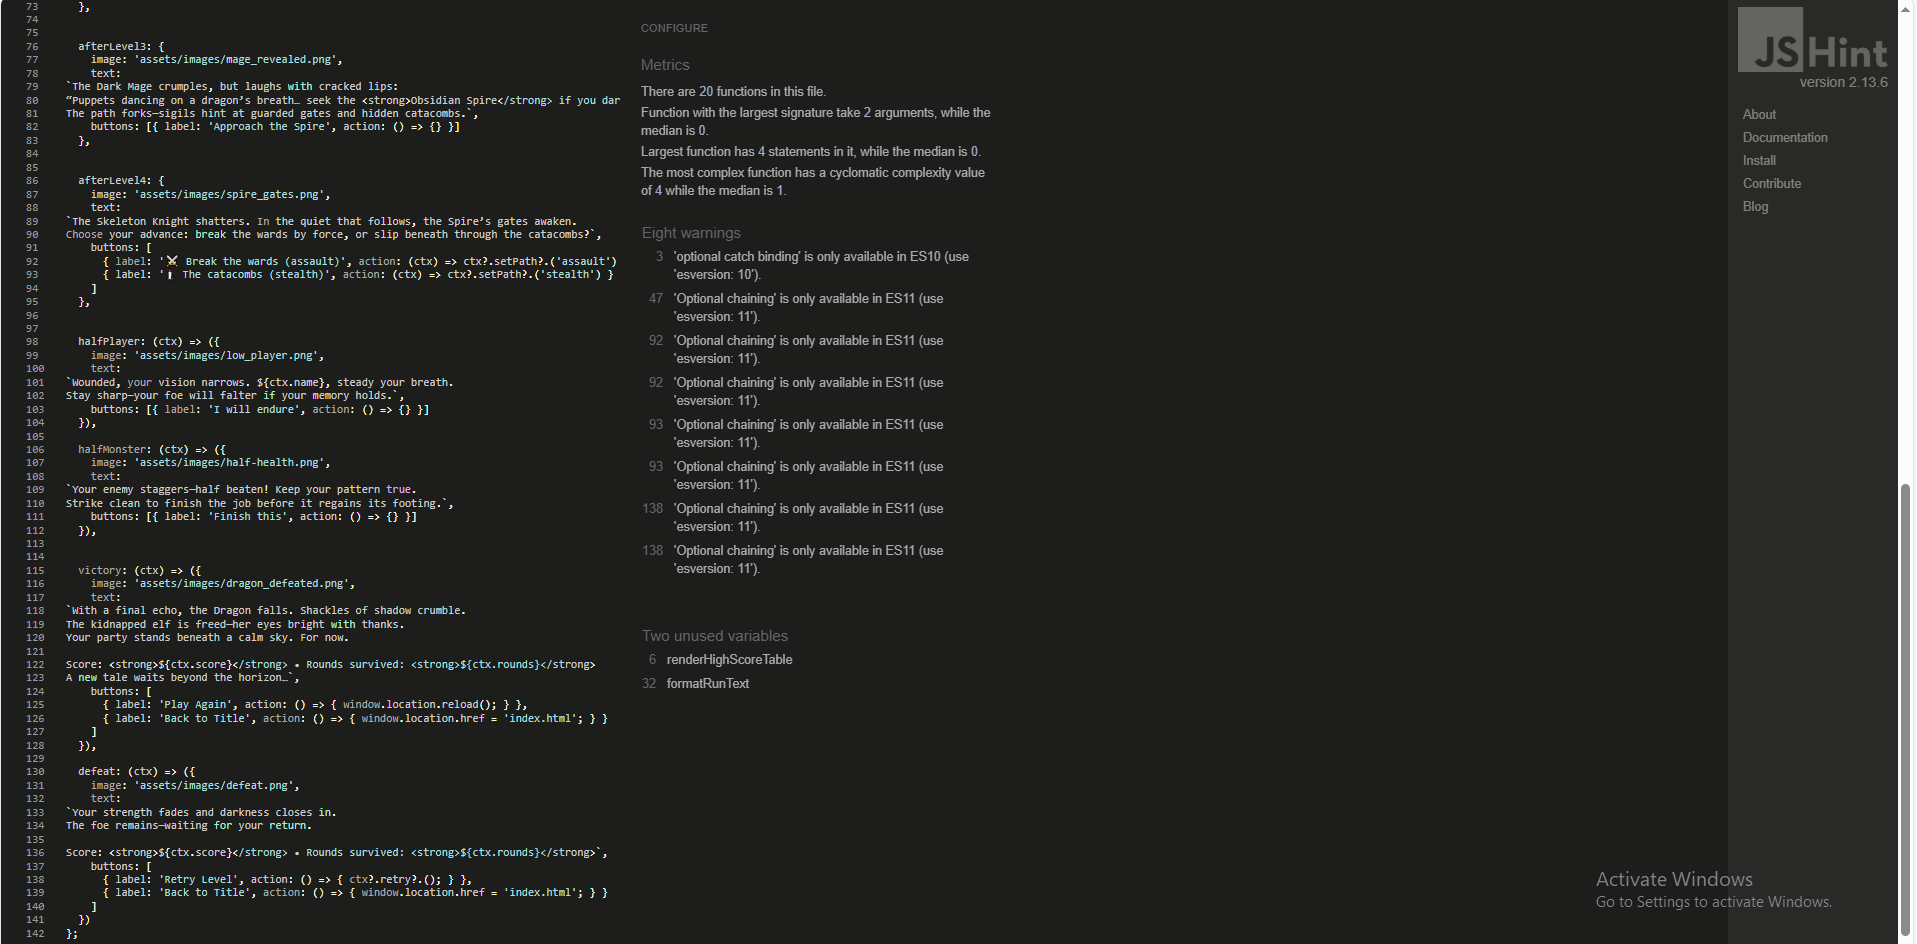 73 },
74
75
76 afterLevel3: {
77 image: 'assets/images/mage_revealed.png',
78 text:
79 `The Dark Mage crumples, but laughs with cracked lips:
80 “Puppets dancing on a dragon’s breath… seek the <strong>Obsidian Spire</strong> if you dar
81 The path forks—sigils hint at guarded gates and hidden catacombs.`,
82 buttons: [{ label: 'Approach the Spire', action: () => {} }]
83 },
84
85
86 afterLevel4: {
87 image: 'assets/images/spire_gates.png',
88 text:
89 `The Skeleton Knight shatters. In the quiet that follows, the Spire’s gates awaken.
90 Choose your advance: break the wards by force, or slip beneath through the catacombs?`,
91 buttons: [
92 { label: '⚔ Break the wards (assault)', action: (ctx) => ctx?.setPath?.('assault')
93 { label: '🕯 The catacombs (stealth)', action: (ctx) => ctx?.setPath?.('stealth') }
94 ]
95 },
96
97
98 halfPlayer: (ctx) => ({
99 image: 'assets/images/low_player.png',
100 text:
101 `Wounded, your vision narrows. ${ctx.name}, steady your breath.
102 Stay sharp—your foe will falter if your memory holds.`,
103 buttons: [{ label: 'I will endure', action: () => {} }]
104 }),
105
106 halfMonster: (ctx) => ({
107 image: 'assets/images/half-health.png',
108 text:
109 `Your enemy staggers—half beaten! Keep your pattern true.
110 Strike clean to finish the job before it regains its footing.`,
111 buttons: [{ label: 'Finish this', action: () => {} }]
112 }),
113
114
115 victory: (ctx) => ({
116 image: 'assets/images/dragon_defeated.png',
117 text:
118 `With a final echo, the Dragon falls. Shackles of shadow crumble.
119 The kidnapped elf is freed—her eyes bright with thanks.
120 Your party stands beneath a calm sky. For now.
121
122 Score: <strong>${ctx.score}</strong> • Rounds survived: <strong>${ctx.rounds}</strong>
123 A new tale waits beyond the horizon…`,
124 buttons: [
125 { label: 'Play Again', action: () => { window.location.reload(); } },
126 { label: 'Back to Title', action: () => { window.location.href = 'index.html'; } }
127 ]
128 }),
129
130 defeat: (ctx) => ({
131 image: 'assets/images/defeat.png',
132 text:
133 `Your strength fades and darkness closes in.
134 The foe remains—waiting for your return.
135
136 Score: <strong>${ctx.score}</strong> • Rounds survived: <strong>${ctx.rounds}</strong>`,
137 buttons: [
138 { label: 'Retry Level', action: () => { ctx?.retry?.(); } },
139 { label: 'Back to Title', action: () => { window.location.href = 'index.html'; } }
140 ]
141 })
142 };
CONFIGURE
Metrics
There are 20 functions in this file.
Function with the largest signature take 2 arguments, while the
median is 0.
Largest function has 4 statements in it, while the median is 0.
The most complex function has a cyclomatic complexity value
of 4 while the median is 1.
Eight warnings
3 'optional catch binding' is only available in ES10 (use
'esversion: 10').
47 'Optional chaining' is only available in ES11 (use
'esversion: 11').
92 'Optional chaining' is only available in ES11 (use
'esversion: 11').
92 'Optional chaining' is only available in ES11 (use
'esversion: 11').
93 'Optional chaining' is only available in ES11 (use
'esversion: 11').
93 'Optional chaining' is only available in ES11 (use
'esversion: 11').
138 'Optional chaining' is only available in ES11 (use
'esversion: 11').
138 'Optional chaining' is only available in ES11 (use
'esversion: 11').
Two unused variables
6 renderHighScoreTable
32 formatRunText
JSHint
version 2.13.6
About
Documentation
Install
Contribute
Blog
Activate Windows
Go to Settings to activate Windows.